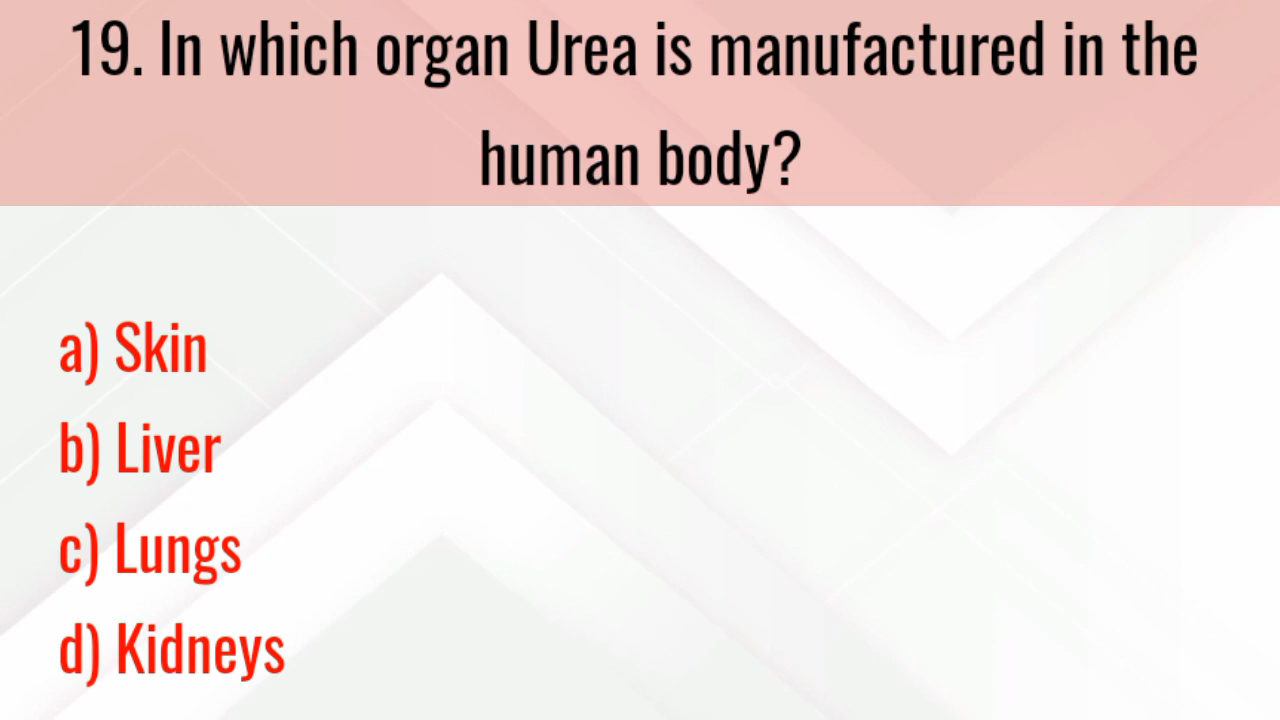 19. In which organ Urea is manufactured in the
human body?
a) Skin
b) Liver
c) Lungs
d) Kidneys